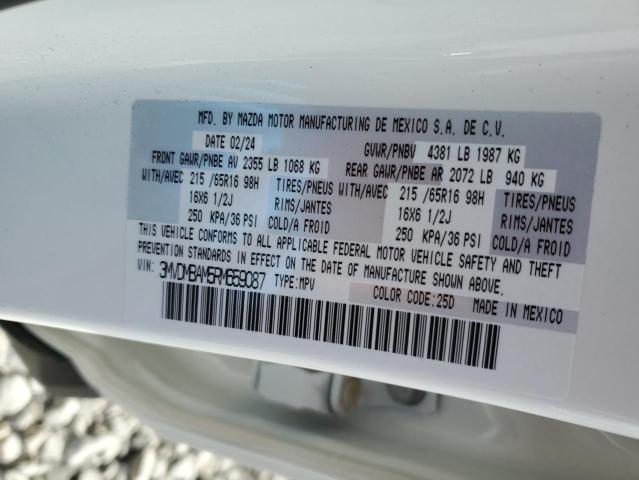 MFD. BY MAZDA MOTOR MANUFACTURING DE MEXICO S.A. DE C.V.
DATE 02/24 GVWR/PNBV 4381 LB 1987 KG
FRONT GAWR/PNBE AV 2355 LB 1068 KG REAR GAWR/PNBE AR 2072 LB 940 KG
WITH/AVEC 215 /65R16 98H TIRES/PNEUS WITH/AVEC 215 /65R16 98H TIRES/PNEUS
16X6 1/2J RIMS/JANTES 16X6 1/2J RIMS/JANTES
250 KPA/36 PSI COLD/A FROID 250 KPA/36 PSI COLD/A FROID
THIS VEHICLE CONFORMS TO ALL APPLICABLE FEDERAL MOTOR VEHICLE SAFETY AND THEFT
PREVENTION STANDARDS IN EFFECT ON THE DATE OF MANUFACTURE SHOWN ABOVE.
VIN: 3MVDMBAM5RM659087 TYPE:MPV
COLOR CODE:25D MADE IN MEXICO